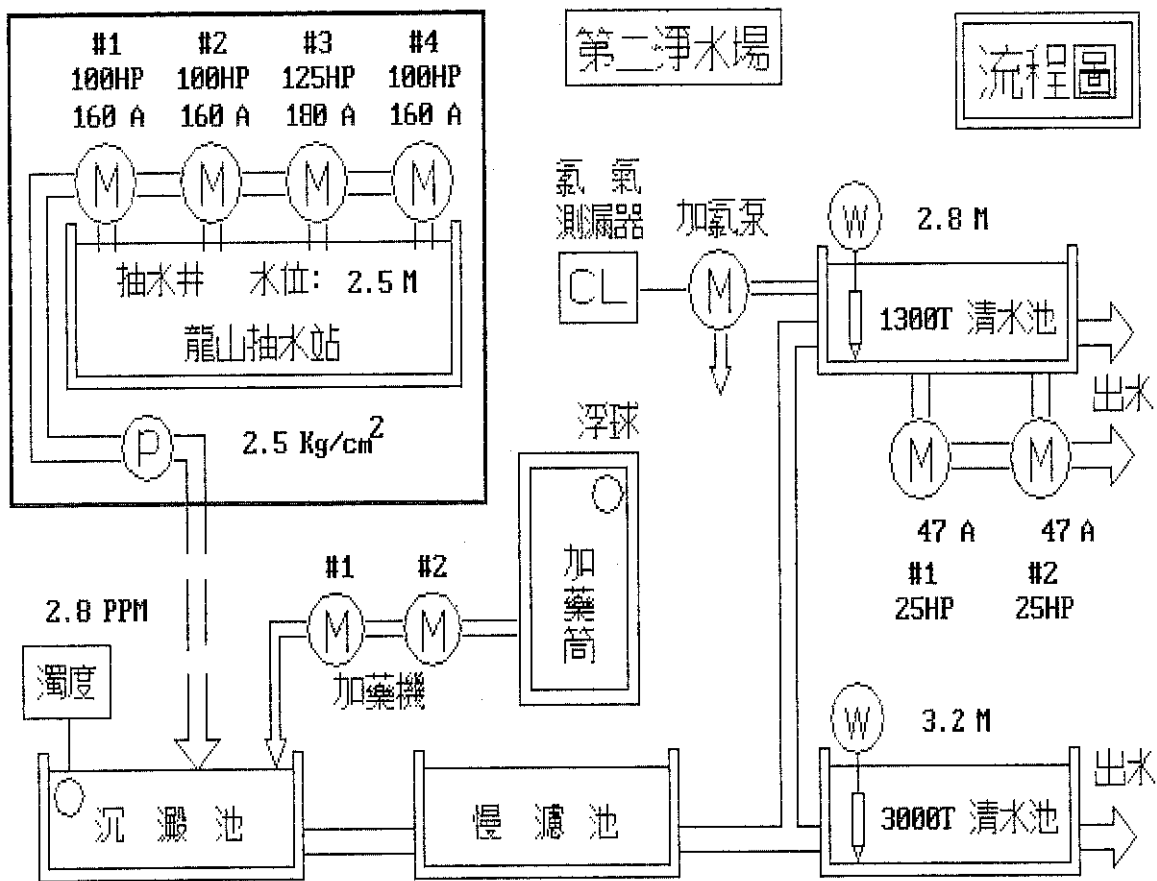 第二淨水場
流程圖
#1 #2 #3 #4
100HP 100HP 125HP 100HP
160 A 160 A 180 A 160 A
M M M M
抽水井 水位: 2.5 M
龍山抽水站
P 2.5 Kg/cm2
氯氣
測漏器
CL
加氯泵
M
W 2.8 M
1300T 清水池
出水
M M
47 A 47 A
#1 #2
25HP 25HP
浮球
加藥筒
#1 #2
M M
加藥機
2.8 PPM
濁度
沉澱池
慢濾池
W 3.2 M
3000T 清水池
出水